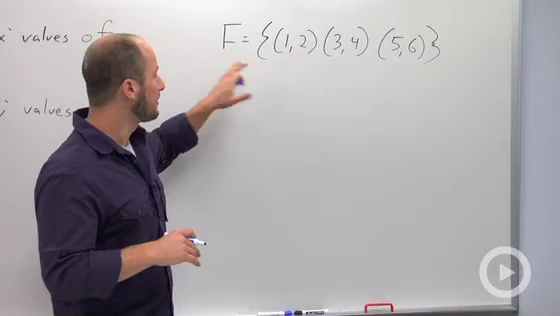 x values of
F = {(1,2) (3,4) (5,6)}
y values